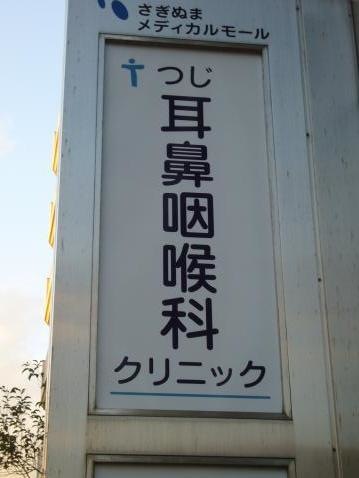 さぎぬま
メディカルモール
つじ
耳鼻咽喉科
クリニック